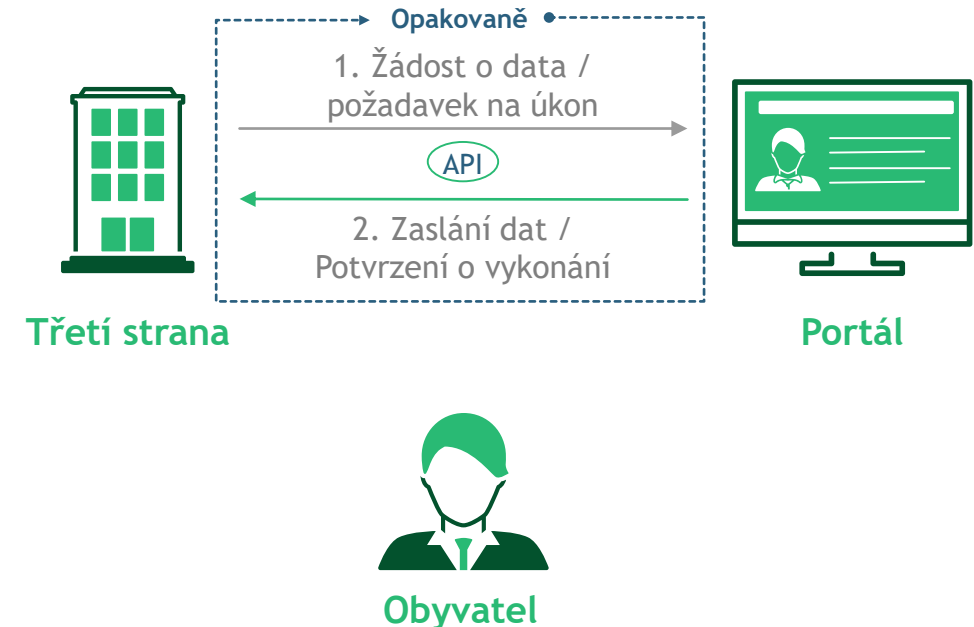 Opakovaně
1. Žádost o data /
požadavek na úkon
API
2. Zaslání dat /
Potvrzení o vykonání
Třetí strana
Portál
Obyvatel